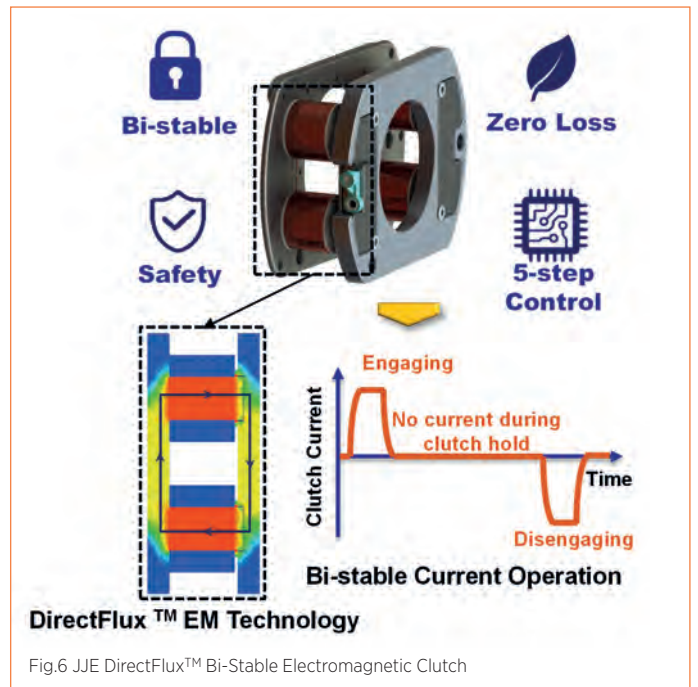 Bi-stable
Zero Loss
Safety
5-step
Control
Engaging
No current during
clutch hold
Clutch Current
Time
Disengaging
Bi-stable Current Operation
DirectFlux TM EM Technology
Fig.6 JJE DirectFluxTM Bi-Stable Electromagnetic Clutch